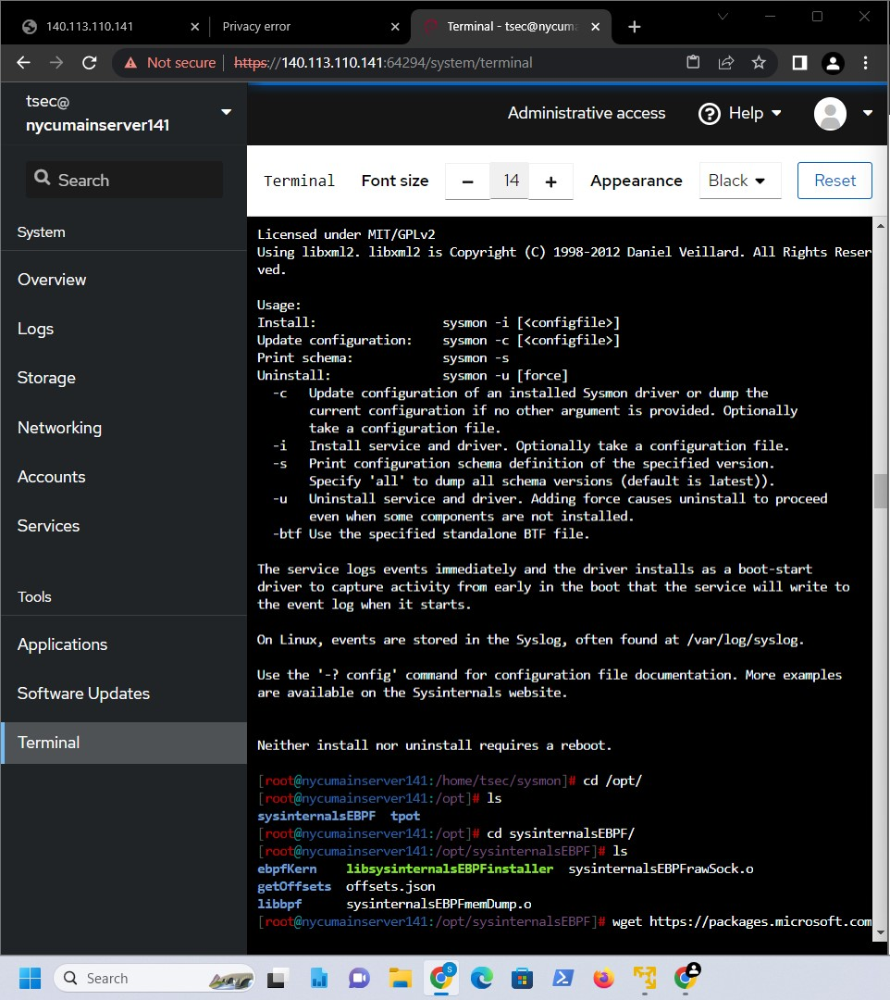 140.113.110.141
Privacy error
Terminal - tsec@nycuma
Not secure
https://140.113.110.141:64294/system/terminal
tsec@
nycumainserver141
Administrative access
Help
Search
Terminal
Font size
14
Appearance
Black
Reset
System
Overview
Logs
Storage
Networking
Accounts
Services
Tools
Applications
Software Updates
Terminal
Licensed under MIT/GPLv2
Using libxml2. libxml2 is Copyright (C) 1998-2012 Daniel Veillard. All Rights Reser
ved.
Usage:
Install:                 sysmon -i [<configfile>]
Update configuration:    sysmon -c [<configfile>]
Print schema:            sysmon -s
Uninstall:               sysmon -u [force]
  -c   Update configuration of an installed Sysmon driver or dump the
       current configuration if no other argument is provided. Optionally
       take a configuration file.
  -i   Install service and driver. Optionally take a configuration file.
  -s   Print configuration schema definition of the specified version.
       Specify 'all' to dump all schema versions (default is latest)).
  -u   Uninstall service and driver. Adding force causes uninstall to proceed
       even when some components are not installed.
  -btf Use the specified standalone BTF file.
The service logs events immediately and the driver installs as a boot-start
driver to capture activity from early in the boot that the service will write to
the event log when it starts.
On Linux, events are stored in the Syslog, often found at /var/log/syslog.
Use the '-? config' command for configuration file documentation. More examples
are available on the Sysinternals website.
Neither install nor uninstall requires a reboot.
[root@nycumainserver141:/home/tsec/sysmon]# cd /opt/
[root@nycumainserver141:/opt]# ls
sysinternalsEBPF  tpot
[root@nycumainserver141:/opt]# cd sysinternalsEBPF/
[root@nycumainserver141:/opt/sysinternalsEBPF]# ls
ebpfKern    libsysinternalsEBPFinstaller  sysinternalsEBPFrawSock.o
getOffsets  offsets.json
libbpf      sysinternalsEBPFmemDump.o
[root@nycumainserver141:/opt/sysinternalsEBPF]# wget https://packages.microsoft.com
Search
S